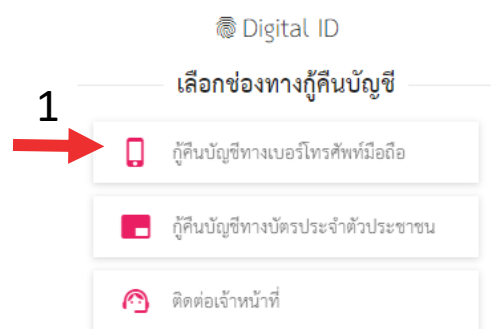 Digital ID
เลือกช่องทางกู้คืนบัญชี
1
กู้คืนบัญชีทางเบอร์โทรศัพท์มือถือ
กู้คืนบัญชีทางบัตรประจำตัวประชาชน
ติดต่อเจ้าหน้าที่